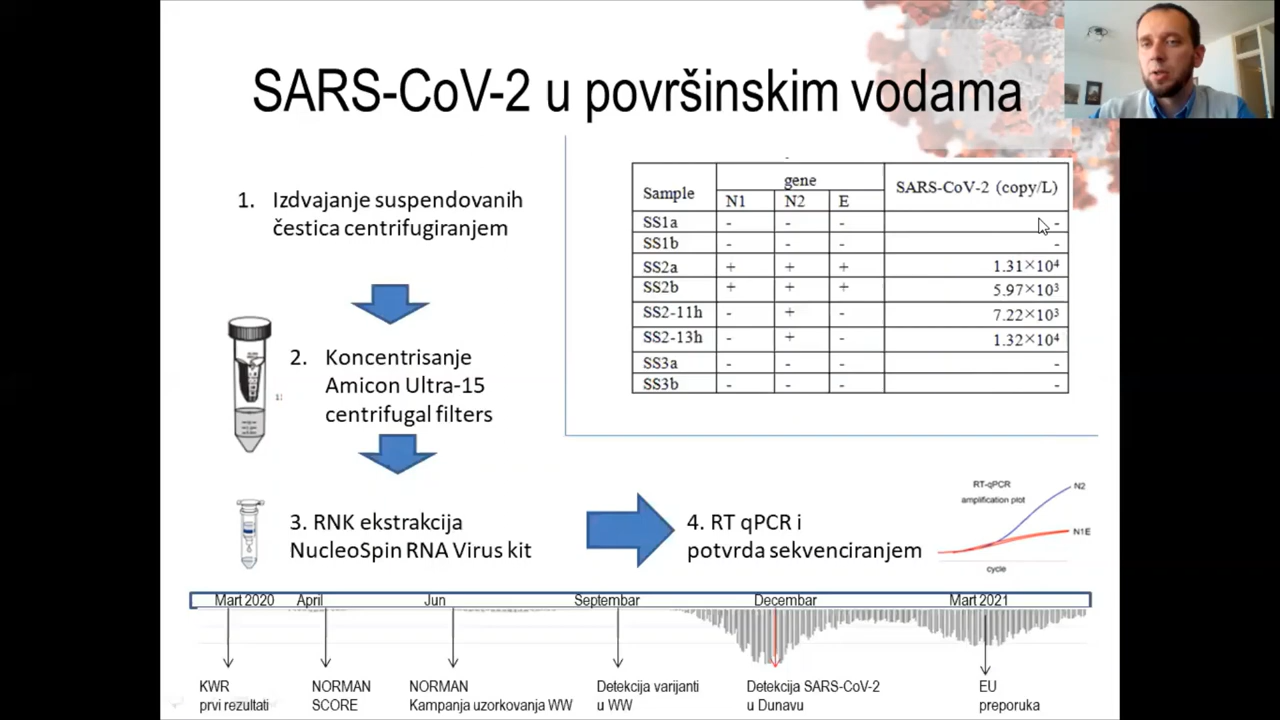 SARS-CoV-2 u površinskim vodama
1. Izdvajanje suspendovanih
čestica centrifugiranjem
2. Koncentrisanje
Amicon Ultra-15
centrifugal filters
3. RNK ekstrakcija
NucleoSpin RNA Virus kit
4. RT qPCR i
potvrda sekvenciranjem
Sample gene SARS-CoV-2 (copy/L)
N1 N2 E
SS1a - - - -
SS1b - - - -
SS2a + + + 1.31×10⁴
SS2b + + + 5.97×10³
SS2-11h - + - 7.22×10³
SS2-13h - + - 1.32×10⁴
SS3a - - - -
SS3b - - - -
RT-qPCR
amplification plot
N2
N1E
cycle
Mart 2020 April Jun Septembar Decembar Mart 2021
KWR
prvi rezultati
NORMAN
SCORE
NORMAN
Kampanja uzorkovanja WW
Detekcija varijanti
u WW
Detekcija SARS-CoV-2
u Dunavu
EU
preporuka